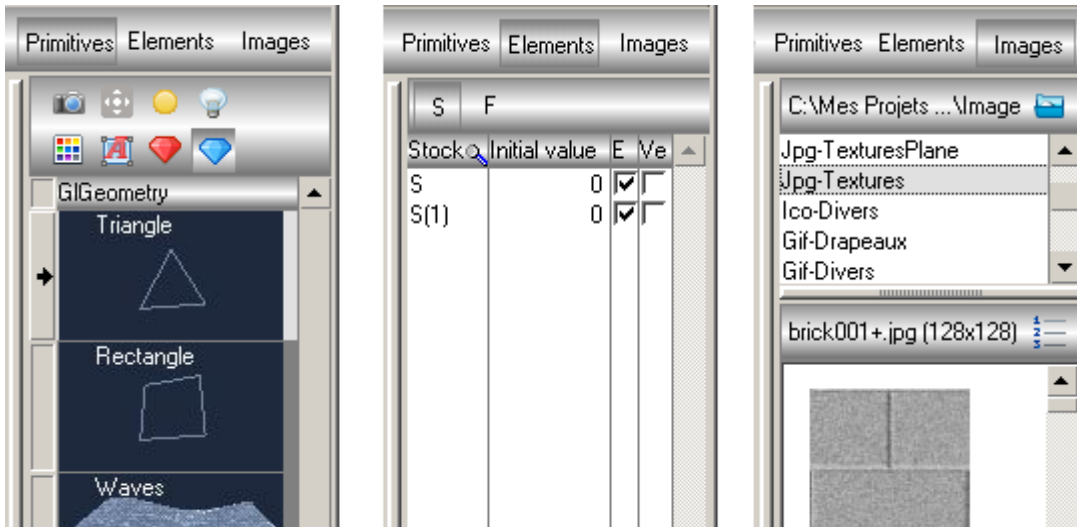 Primitives Elements Images
GlGeometry
Triangle
Rectangle
Waves
Primitives Elements Images
S F
Stock Initial value E Ve
S 0
S(1) 0
Primitives Elements Images
C:\Mes Projets ...\Image
Jpg-TexturesPlane
Jpg-Textures
Ico-Divers
Gif-Drapeaux
Gif-Divers
brick001+.jpg (128x128)